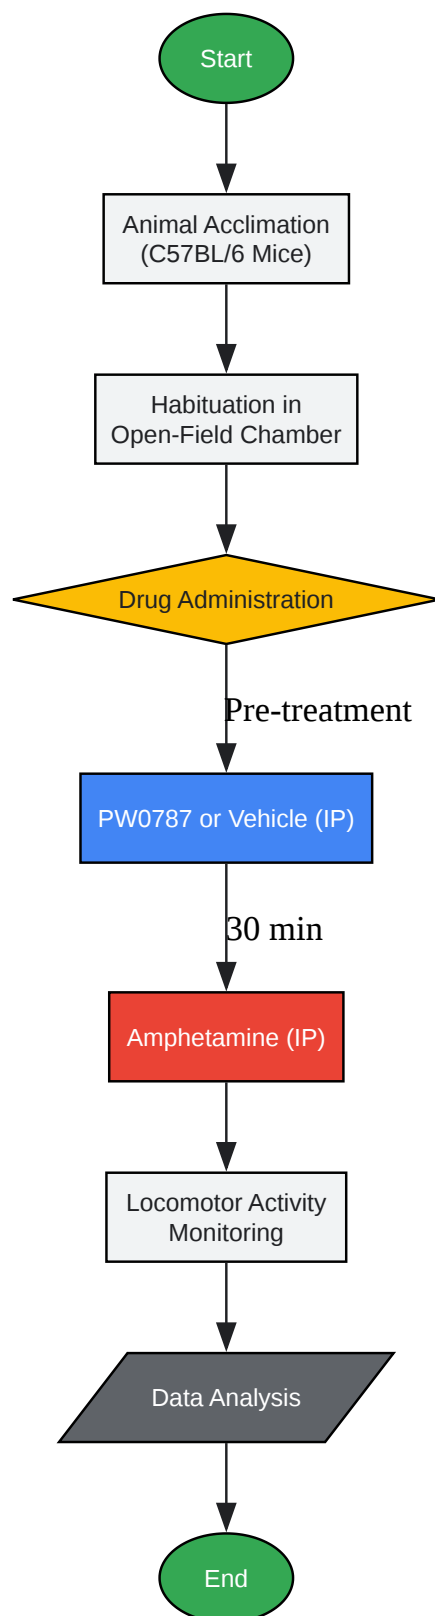 Start
Animal Acclimation
(C57BL/6 Mice)
Habituation in
Open-Field Chamber
Drug Administration
Pre-treatment
PW0787 or Vehicle (IP)
30 min
Amphetamine (IP)
Locomotor Activity
Monitoring
Data Analysis
End